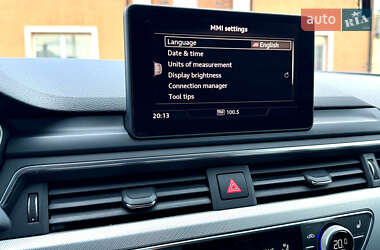 auto RIA
MMI settings
Language English
Date & time
Units of measurement
Display brightness
Connection manager
Tool tips
20:13 100.5